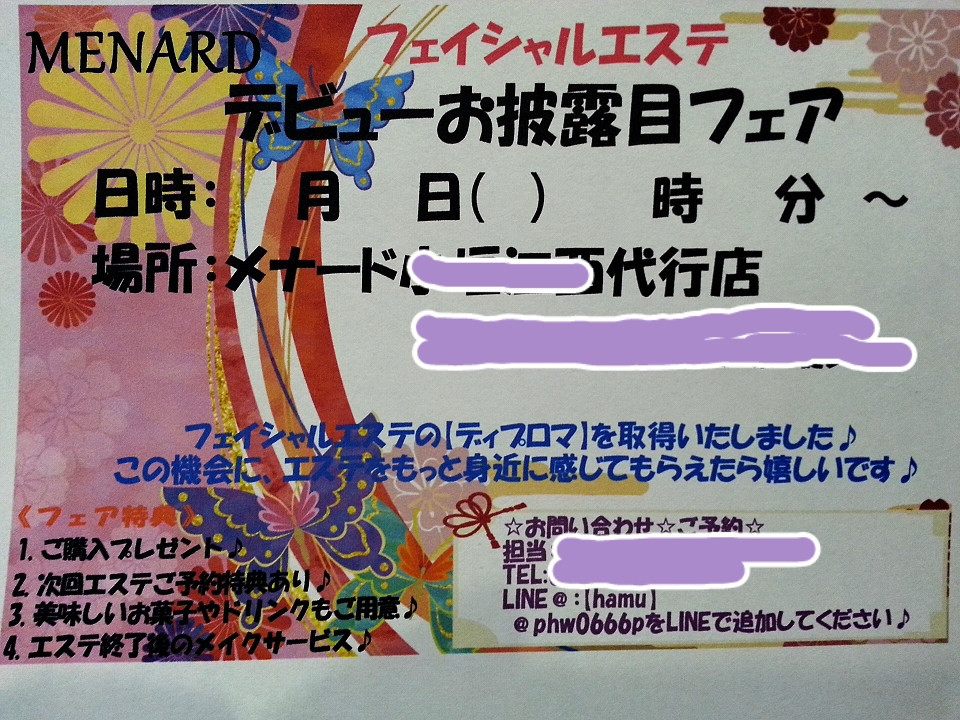 MENARD
フェイシャルエステ
デビューお披露目フェア
日時: 月 日( ) 時 分 ～
場所:メナード小 代行店
フェイシャルエステの【ディプロマ】を取得いたしました♪
この機会に、エステをもっと身近に感じてもらえたら嬉しいです♪
《フェア特典》
1. ご購入プレゼント♪
2. 次回エステご予約特典あり♪
3. 美味しいお菓子やドリンクもご用意♪
4. エステ終了後のメイクサービス♪
☆お問い合わせ☆ご予約☆
担当:
TEL:
LINE@:【hamu】
@phw0666pをLINEで追加してください♪